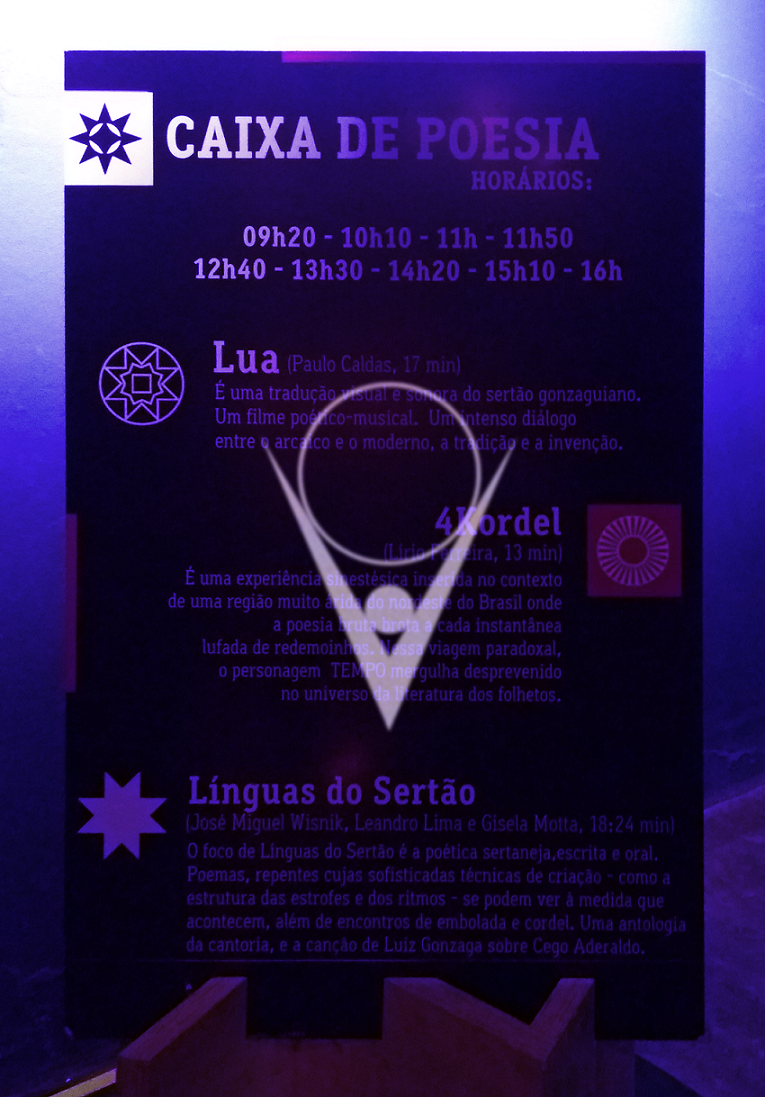 CAIXA DE POESIA
HORÁRIOS:
09h20 - 10h10 - 11h - 11h50
12h40 - 13h30 - 14h20 - 15h10 - 16h
Lua (Paulo Caldas, 17 min)
É uma tradução visual e sonora do sertão gonzaguiano.
Um filme poético-musical. Um intenso diálogo
entre o arcaico e o moderno, a tradição e a invenção.
4Kordel
(Lírio Ferreira, 13 min)
É uma experiência sinestésica inserida no contexto
de uma região muito árida do nordeste do Brasil onde
a poesia bruta brota a cada instantânea
lufada de redemoinhos. Nessa viagem paradoxal,
o personagem TEMPO mergulha desprevenido
no universo da literatura dos folhetos.
Línguas do Sertão
(José Miguel Wisnik, Leandro Lima e Gisela Motta, 18:24 min)
O foco de Línguas do Sertão é a poética sertaneja,escrita e oral.
Poemas, repentes cujas sofisticadas técnicas de criação - como a
estrutura das estrofes e dos ritmos - se podem ver à medida que
acontecem, além de encontros de embolada e cordel. Uma antologia
da cantoria, e a canção de Luiz Gonzaga sobre Cego Aderaldo.